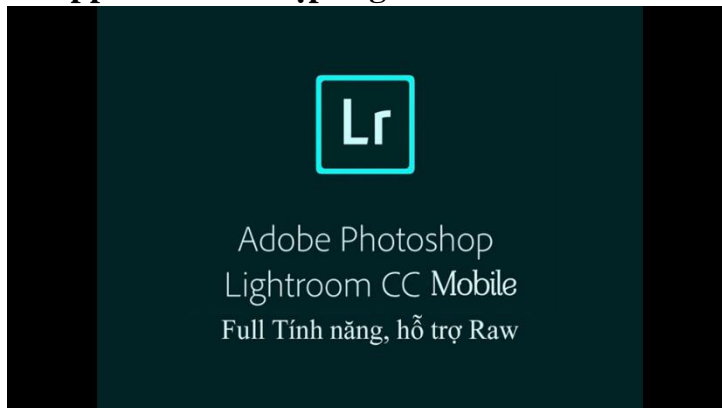 Lr
Adobe Photoshop
Lightroom CC Mobile
Full Tính năng, hỗ trợ Raw